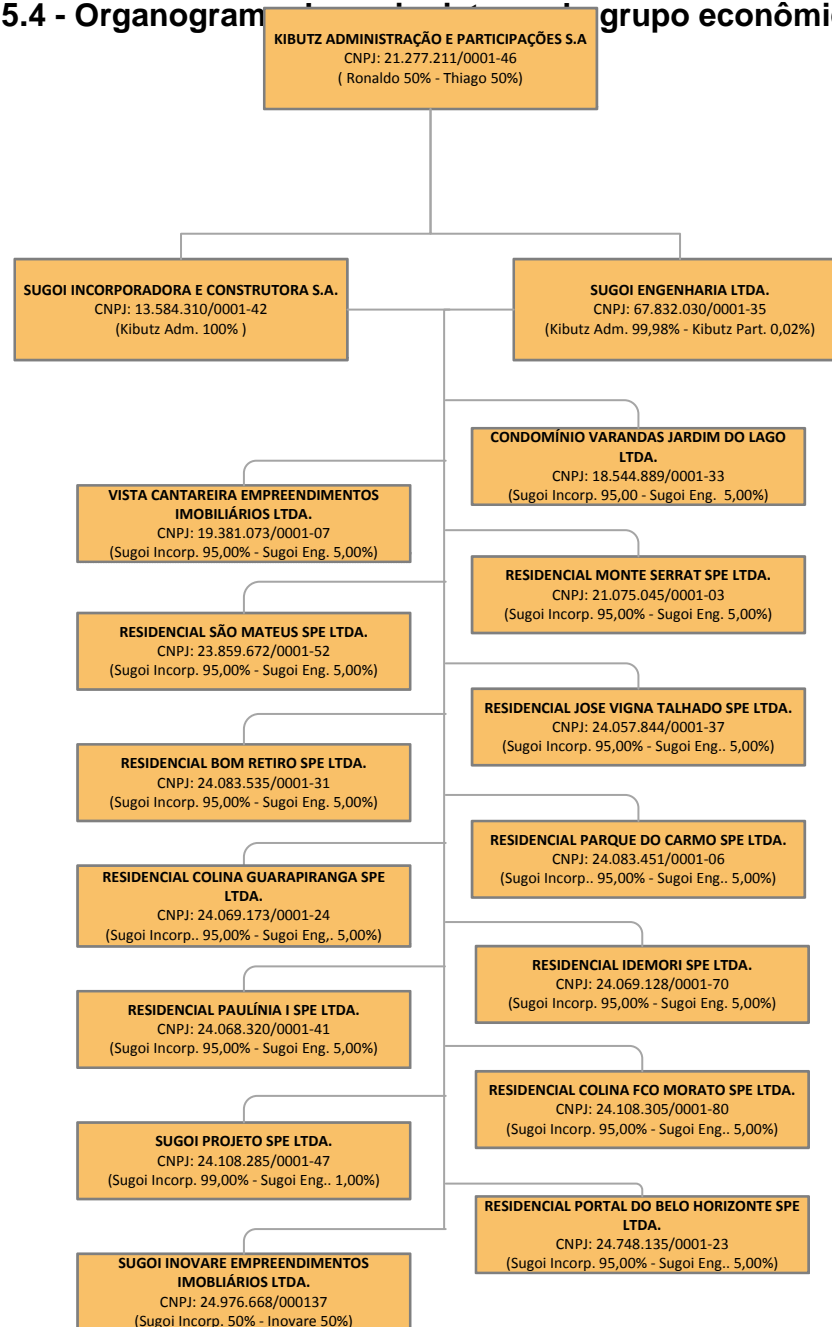 5.4 - Organogram grupo econômic
KIBUTZ ADMINISTRAÇÃO E PARTICIPAÇÕES S.A
CNPJ: 21.277.211/0001-46
( Ronaldo 50% - Thiago 50%)
SUGOI INCORPORADORA E CONSTRUTORA S.A.
CNPJ: 13.584.310/0001-42
(Kibutz Adm. 100% )
SUGOI ENGENHARIA LTDA.
CNPJ: 67.832.030/0001-35
(Kibutz Adm. 99,98% - Kibutz Part. 0,02%)
CONDOMÍNIO VARANDAS JARDIM DO LAGO
LTDA.
CNPJ: 18.544.889/0001-33
(Sugoi Incorp. 95,00 - Sugoi Eng. 5,00%)
VISTA CANTAREIRA EMPREENDIMENTOS
IMOBILIÁRIOS LTDA.
CNPJ: 19.381.073/0001-07
(Sugoi Incorp. 95,00% - Sugoi Eng. 5,00%)
RESIDENCIAL MONTE SERRAT SPE LTDA.
CNPJ: 21.075.045/0001-03
(Sugoi Incorp. 95,00% - Sugoi Eng. 5,00%)
RESIDENCIAL SÃO MATEUS SPE LTDA.
CNPJ: 23.859.672/0001-52
(Sugoi Incorp. 95,00% - Sugoi Eng. 5,00%)
RESIDENCIAL JOSE VIGNA TALHADO SPE LTDA.
CNPJ: 24.057.844/0001-37
(Sugoi Incorp. 95,00% - Sugoi Eng.. 5,00%)
RESIDENCIAL BOM RETIRO SPE LTDA.
CNPJ: 24.083.535/0001-31
(Sugoi Incorp. 95,00% - Sugoi Eng. 5,00%)
RESIDENCIAL PARQUE DO CARMO SPE LTDA.
CNPJ: 24.083.451/0001-06
(Sugoi Incorp.. 95,00% - Sugoi Eng.. 5,00%)
RESIDENCIAL COLINA GUARAPIRANGA SPE
LTDA.
CNPJ: 24.069.173/0001-24
(Sugoi Incorp.. 95,00% - Sugoi Eng,. 5,00%)
RESIDENCIAL IDEMORI SPE LTDA.
CNPJ: 24.069.128/0001-70
(Sugoi Incorp. 95,00% - Sugoi Eng. 5,00%)
RESIDENCIAL PAULÍNIA I SPE LTDA.
CNPJ: 24.068.320/0001-41
(Sugoi Incorp. 95,00% - Sugoi Eng. 5,00%)
RESIDENCIAL COLINA FCO MORATO SPE LTDA.
CNPJ: 24.108.305/0001-80
(Sugoi Incorp. 95,00% - Sugoi Eng.. 5,00%)
SUGOI PROJETO SPE LTDA.
CNPJ: 24.108.285/0001-47
(Sugoi Incorp. 99,00% - Sugoi Eng.. 1,00%)
RESIDENCIAL PORTAL DO BELO HORIZONTE SPE
LTDA.
CNPJ: 24.748.135/0001-23
(Sugoi Incorp. 95,00% - Sugoi Eng.. 5,00%)
SUGOI INOVARE EMPREENDIMENTOS
IMOBLIÁRIOS LTDA.
CNPJ: 24.976.668/000137
(Sugoi Incorp. 50% - Inovare 50%)